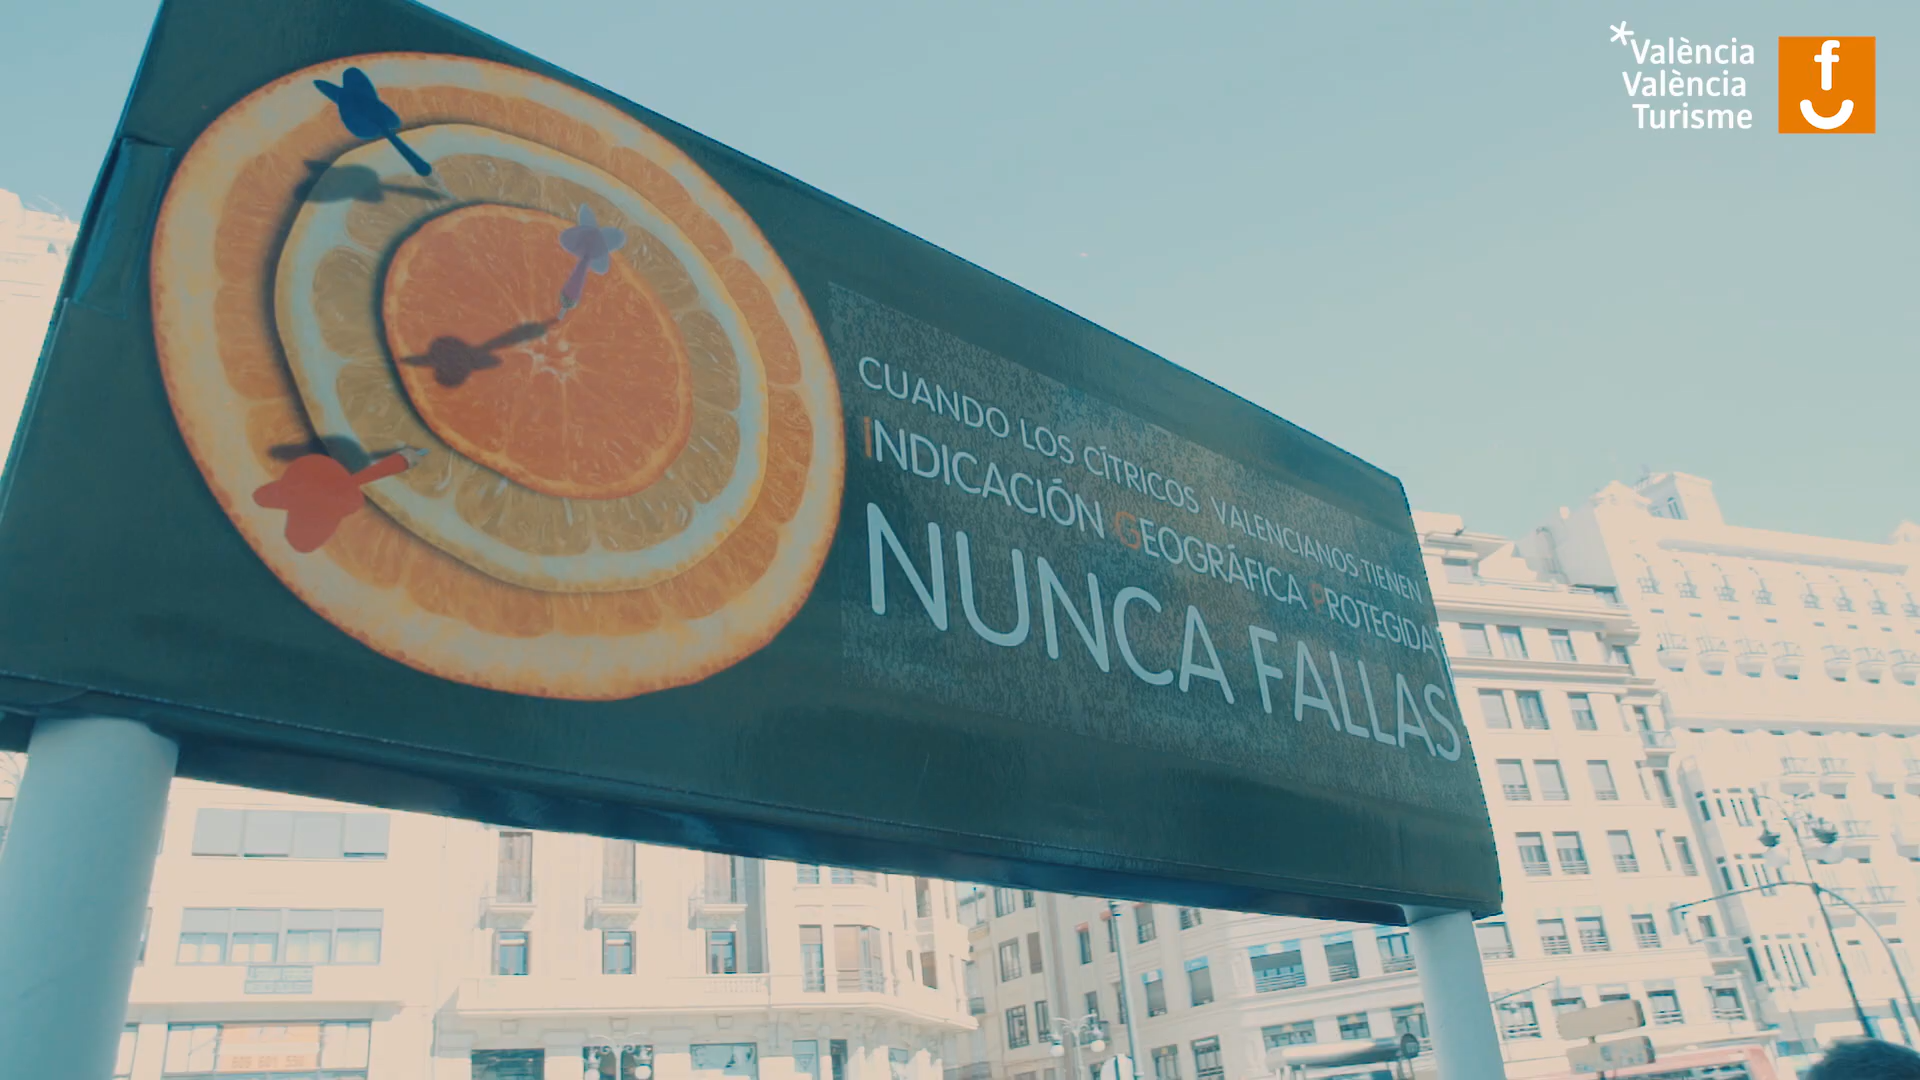 València
València
Turisme
f
CUANDO LOS CÍTRICOS VALENCIANOS TIENEN
INDICACIÓN GEOGRÁFICA PROTEGIDA
NUNCA FALLAS